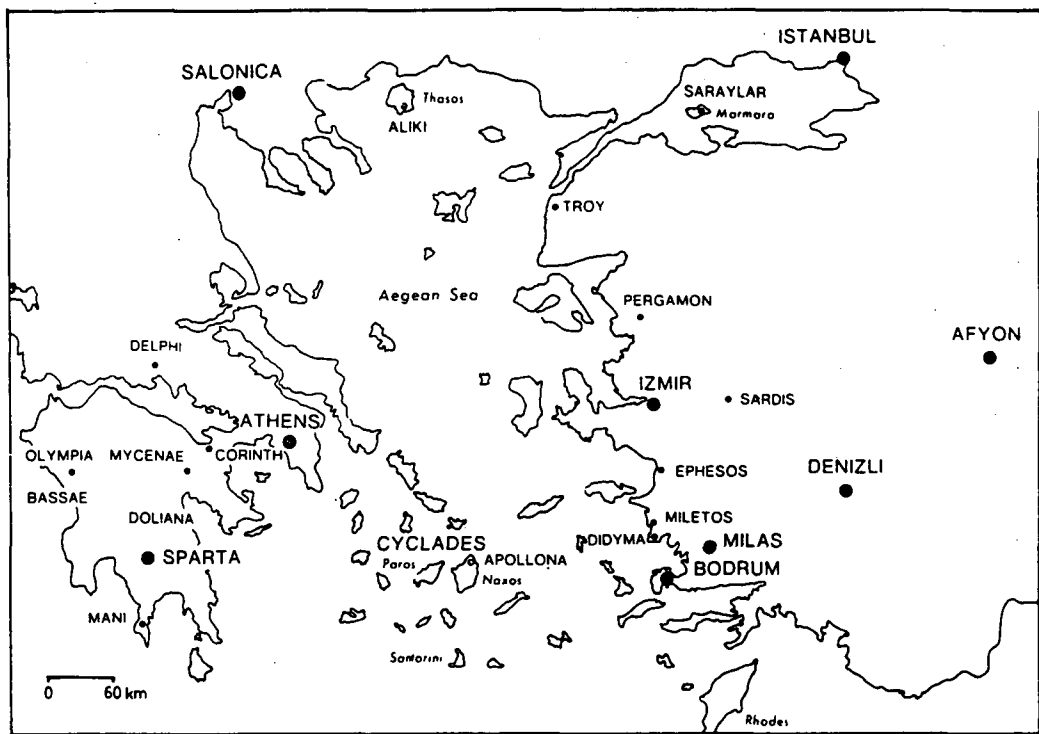 ISTANBUL
SALONICA
SARAYLAR
Thasos
Marmara
ALIKI
TROY
Aegean Sea
PERGAMON
DELPHI
AFYON
IZMIR
SARDIS
ATHENS
OLYMPIA
MYCENAE
CORINTH
EPHESOS
DENIZLI
BASSAE
DOLIANA
MILETOS
DIDYMA
MILAS
CYCLADES
SPARTA
APOLLONA
Paros
Naxos
BODRUM
MANI
Santorini
0 60 km
Rhodes